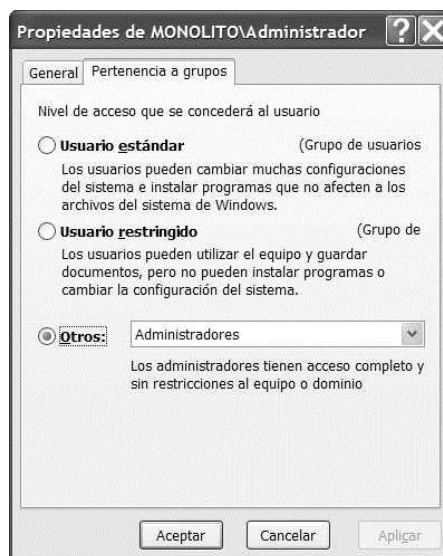 Propiedades de MONOLITO\Administrador
General Pertenencia a grupos
Nivel de acceso que se concederá al usuario
Usuario estándar (Grupo de usuarios
Los usuarios pueden cambiar muchas configuraciones
del sistema e instalar programas que no afecten a los
archivos del sistema de Windows.
Usuario restringido (Grupo de
Los usuarios pueden utilizar el equipo y guardar
documentos, pero no pueden instalar programas o
cambiar la configuración del sistema.
Otros: Administradores
Los administradores tienen acceso completo y
sin restricciones al equipo o dominio
Aceptar Cancelar Aplicar